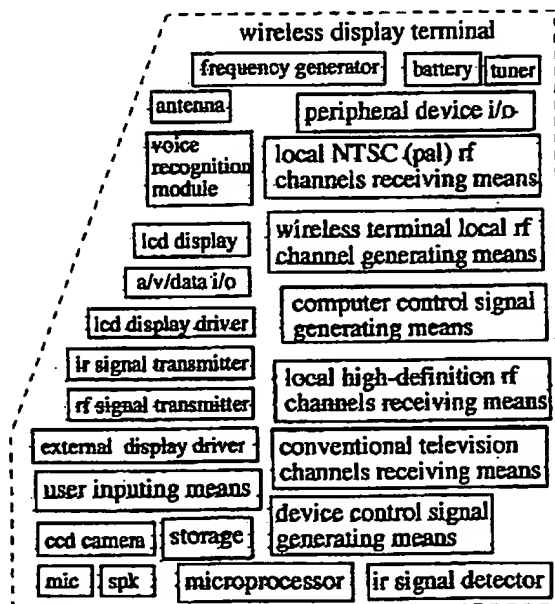 wireless display terminal
frequency generator
battery
tuner
antenna
peripheral device i/o
voice
recognition
module
local NTSC (pal) rf
channels receiving means
lcd display
wireless terminal local rf
channel generating means
a/v/data i/o
lcd display driver
computer control signal
generating means
ir signal transmitter
rf signal transmitter
local high-definition rf
channels receiving means
external display driver
conventional television
channels receiving means
user inputing means
ccd camera
storage
device control signal
generating means
mic
spk
microprocessor
ir signal detector